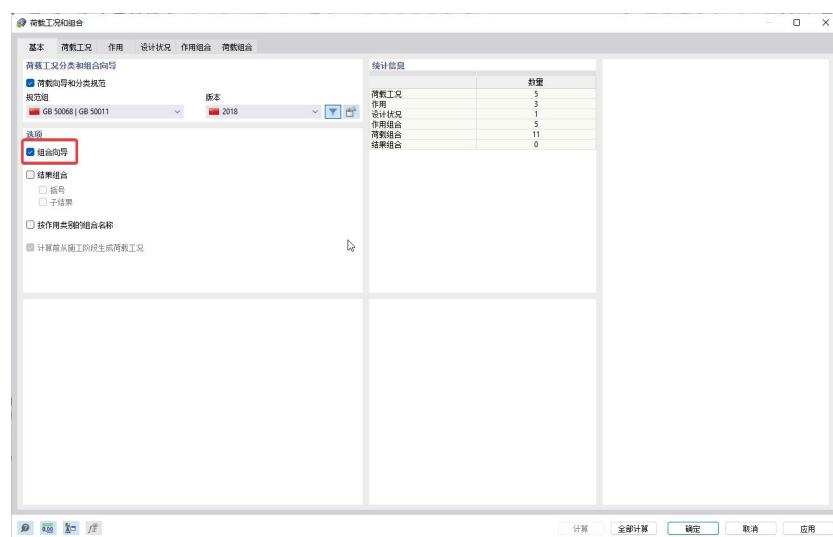 荷载工况和组合
基本 荷载工况 作用 设计状况 作用组合 荷载组合
荷载工况分类和组合向导
荷载向导和分类规范
规范组 版本
GB 50068 | GB 50011 2018
选项
组合向导
结果组合
括号
子结果
按作用类别的组合名称
计算前从施工阶段生成荷载工况
统计信息
数量
荷载工况 5
作用 3
设计状况 1
作用组合 5
荷载组合 11
结果组合 0
0.00
计算 全部计算 确定 取消 应用